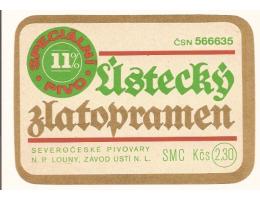 SPECIÁLNÍ
11%
PIVO
ČSN 566635
Ústecký
zlatopramen
SEVEROČESKÉ PIVOVARY
N. P. LOUNY, ZÁVOD ÚSTÍ N. L.
SMC Kčs 2,30